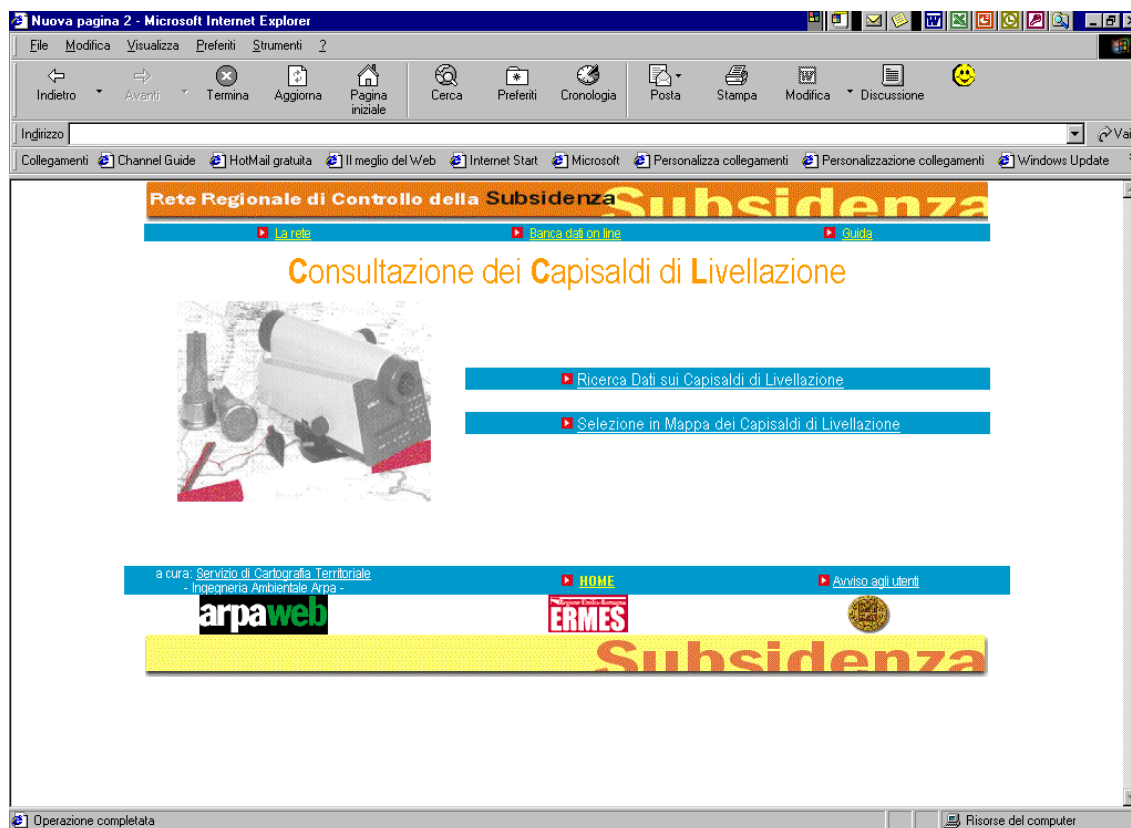 Nuova pagina 2 - Microsoft Internet Explorer
File Modifica Visualizza Preferiti Strumenti ?
Indietro Avanti Termina Aggiorna Pagina iniziale Cerca Preferiti Cronologia Posta Stampa Modifica Discussione
Indirizzo Vai
Collegamenti Channel Guide HotMail gratuita Il meglio del Web Internet Start Microsoft Personalizza collegamenti Personalizzazione collegamenti Windows Update
Rete Regionale di Controllo della Subsidenza Subsidenza
La rete Banca dati on line Guida
Consultazione dei Capisaldi di Livellazione
Ricerca Dati sui Capisaldi di Livellazione
Selezione in Mappa dei Capisaldi di Livellazione
a cura: Servizio di Cartografia Territoriale
- Ingegneria Ambientale Arpa -
HOME
Avviso agli utenti
arpaweb
Regione Emilia-Romagna
ERMES
Subsidenza
Operazione completata
Risorse del computer